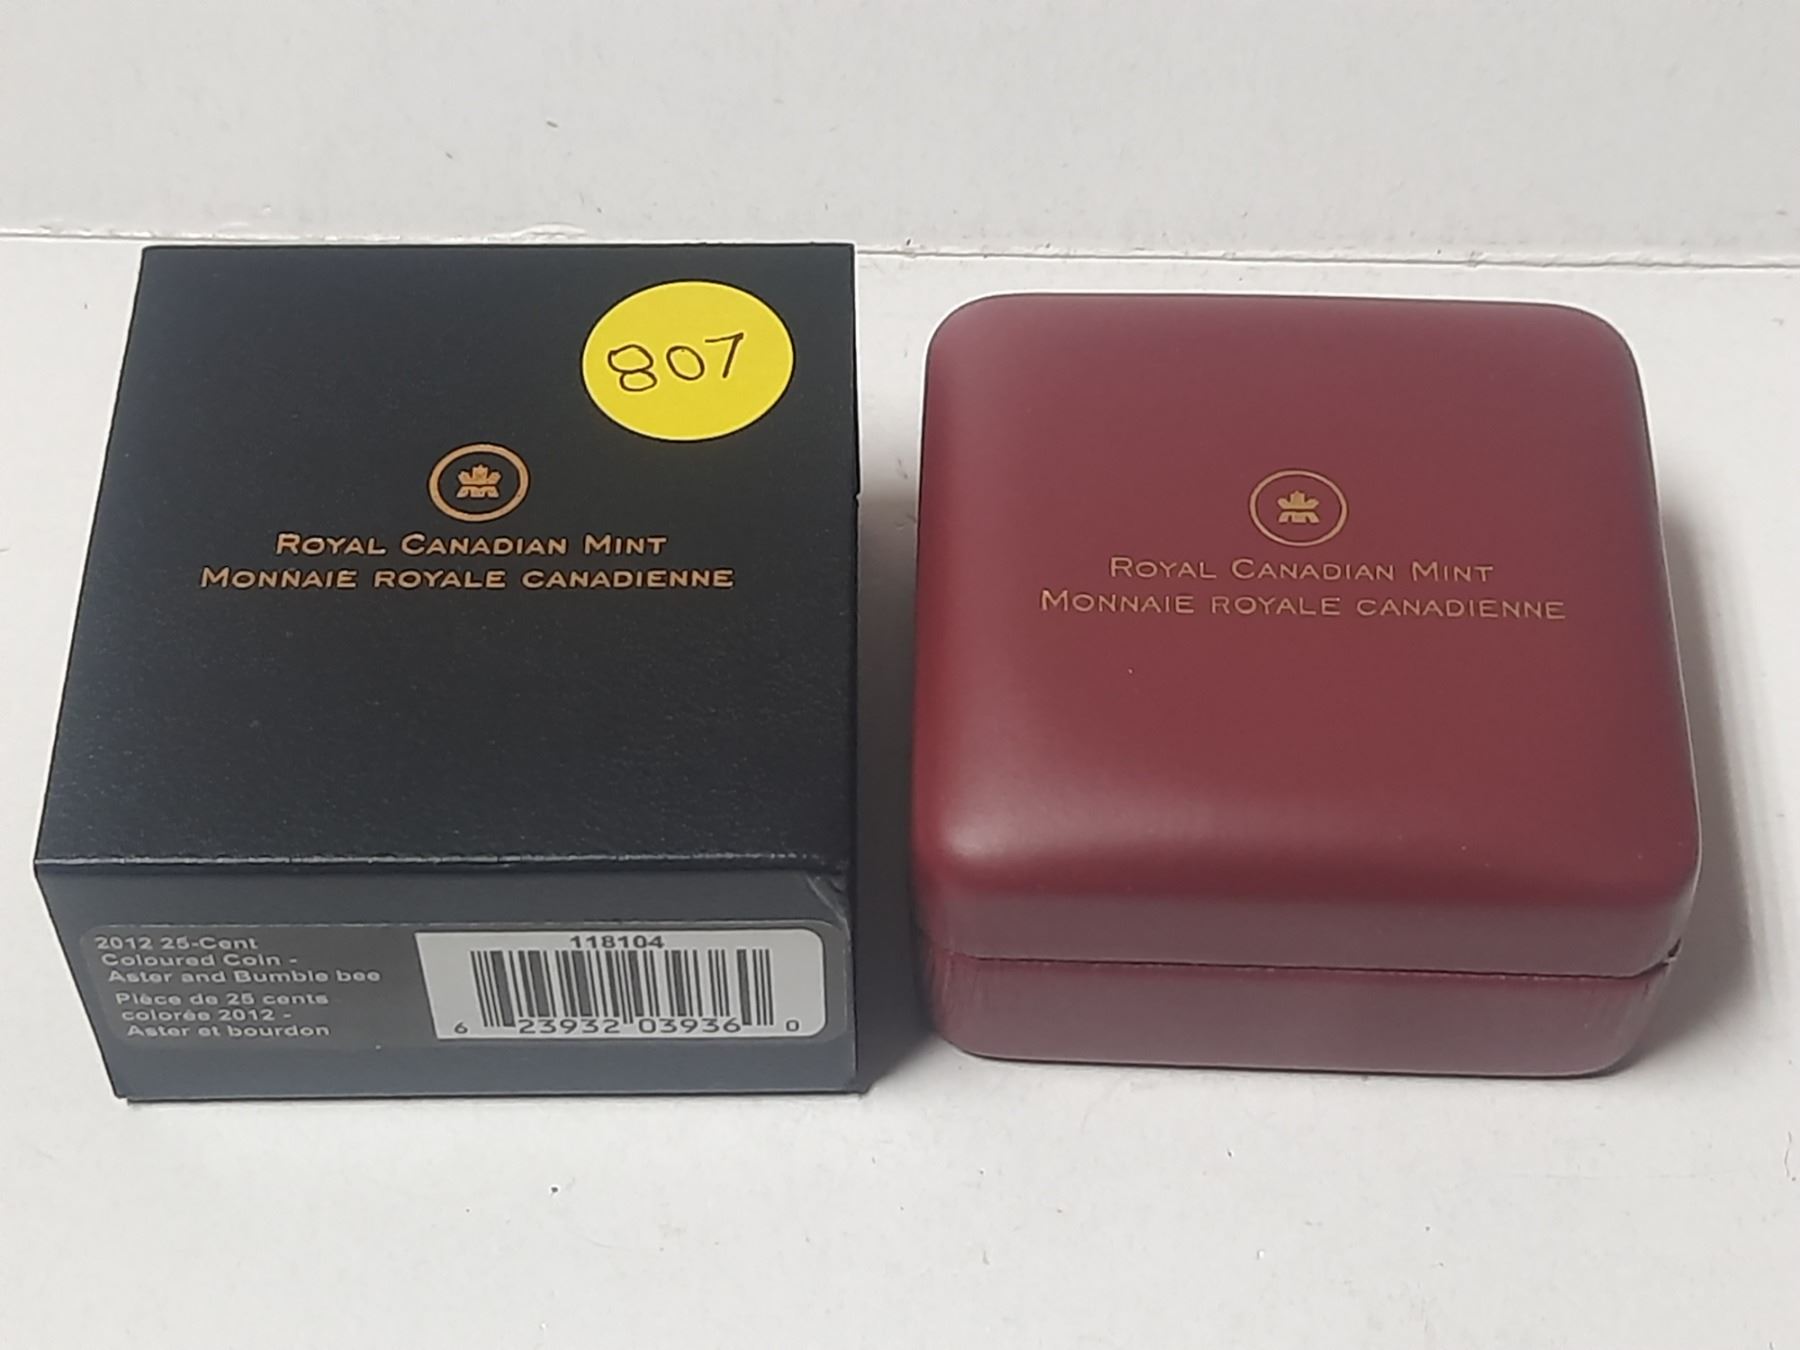 807
ROYAL CANADIAN MINT
MONNAIE ROYALE CANADIENNE
2012 25-Cent
Coloured Coin -
Aster and Bumble bee
Pièce de 25 cents
colorée 2012 -
Aster et bourdon
118104
6 23932 03936 0
ROYAL CANADIAN MINT
MONNAIE ROYALE CANADIENNE